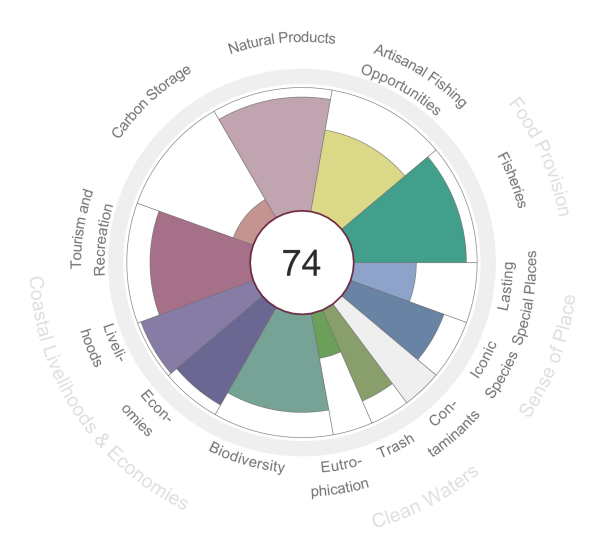 Natural Products
Artisanal Fishing
Opportunities
Carbon Storage
Food Provision
Fisheries
Tourism and
Recreation
74
Lasting
Special Places
Sense of Place
Iconic
Species
Liveli-
hoods
Coastal Livelihoods & Economies
Econ-
omies
Con-
taminants
Trash
Clean Waters
Biodiversity
Eutro-
phication